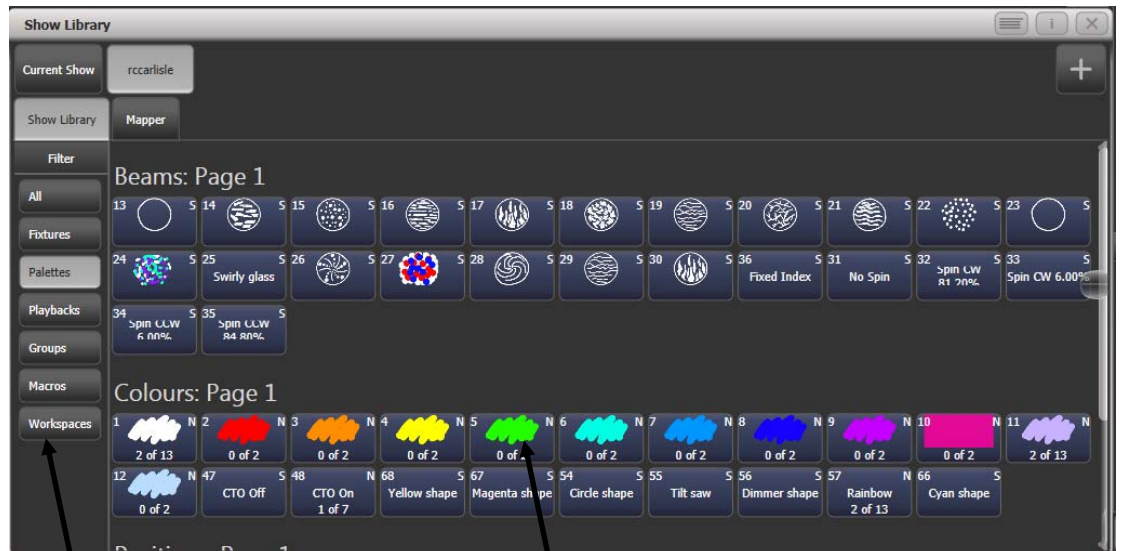 Show Library
i
Current Show rccarlisle +
Show Library Mapper
Filter
All
Fixtures
Palettes
Playbacks
Groups
Macros
Workspaces
Beams: Page 1
13 S 14 S 15 S 16 S 17 S 18 S 19 S 20 S 21 S 22 S 23 S
24 S 25 S 26 S 27 S 28 S 29 S 30 S 36 S 31 S 32 S 33 S
Swirly glass Fixed Index No Spin Spin CW 81.20% Spin CW 6.00%
34 S 35 S
Spin CCW 6.00% Spin CCW 84.80%
Colours: Page 1
1 N 2 N 3 N 4 N 5 N 6 N 7 N 8 N 9 N 10 N 11 N
2 of 13 0 of 2 0 of 2 0 of 2 0 of 0 of 2 0 of 2 0 of 2 0 of 2 0 of 2 2 of 13
12 N 47 S 48 N 68 S 67 S 54 S 55 S 56 S 57 N 66 S
0 of 2 CTO Off CTO On Yellow shape Magenta shape Circle shape Tilt saw Dimmer shape Rainbow Cyan shape
1 of 7 2 of 13